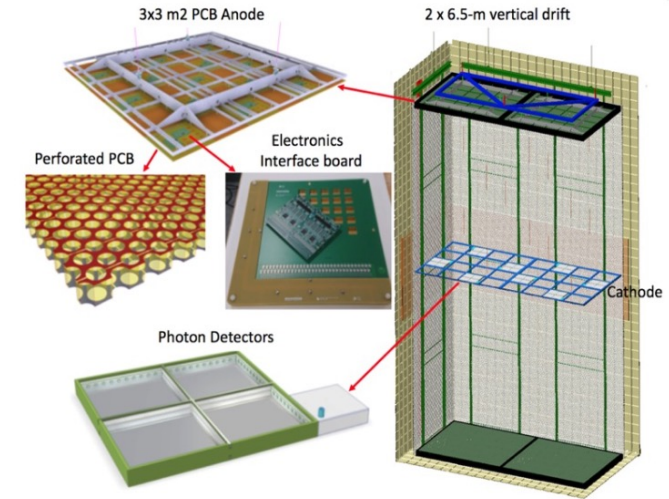 3x3 m2 PCB Anode
2 x 6.5-m vertical drift
Electronics
Interface board
Perforated PCB
Cathode
Photon Detectors